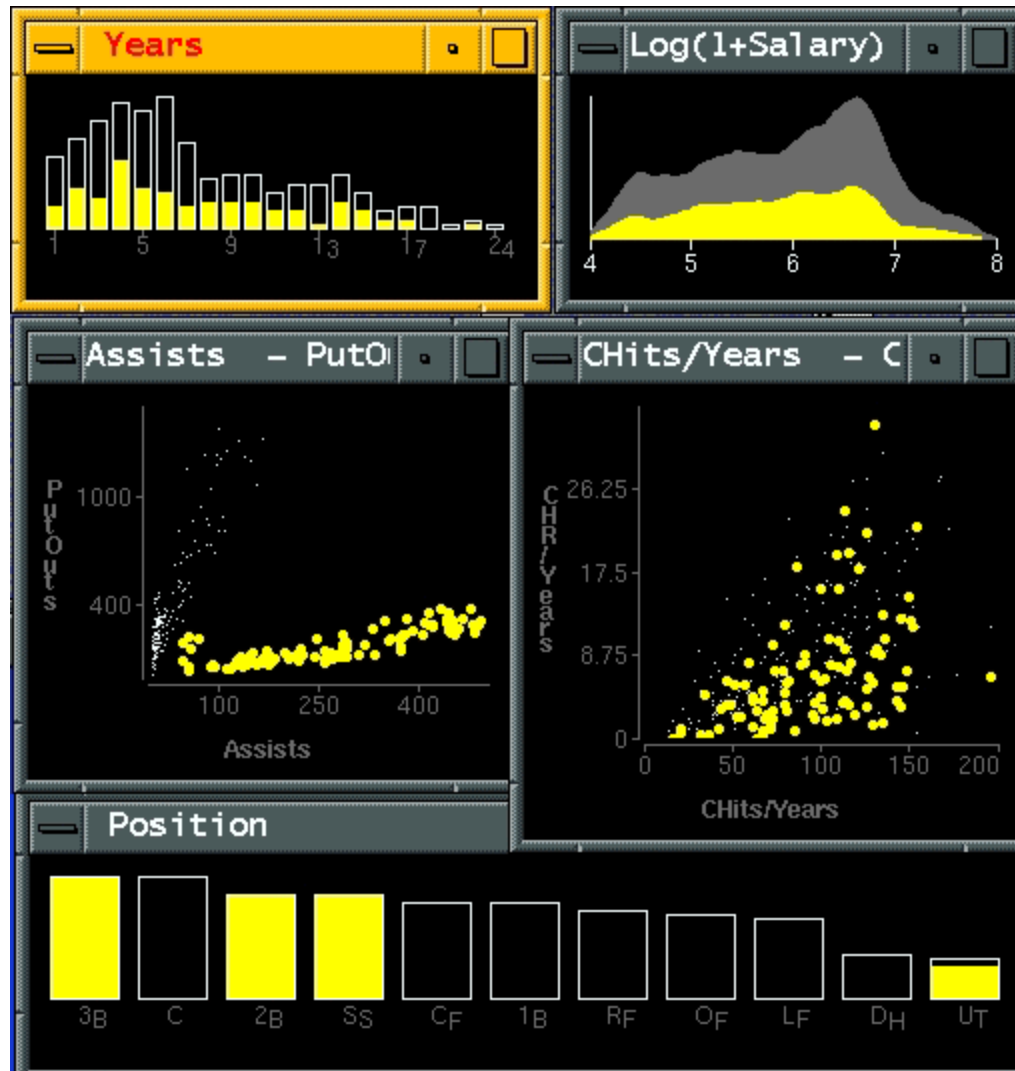 Years
Log(1+Salary)
1 5 9 13 17 24
4 5 6 7 8
Assists - PutO
CHits/Years - C
PutOuts
1000
400
100 250 400
Assists
CHR/Years
26.25
17.5
8.75
0
0 50 100 150 200
CHits/Years
Position
3B C 2B SS CF 1B RF OF LF DH UT